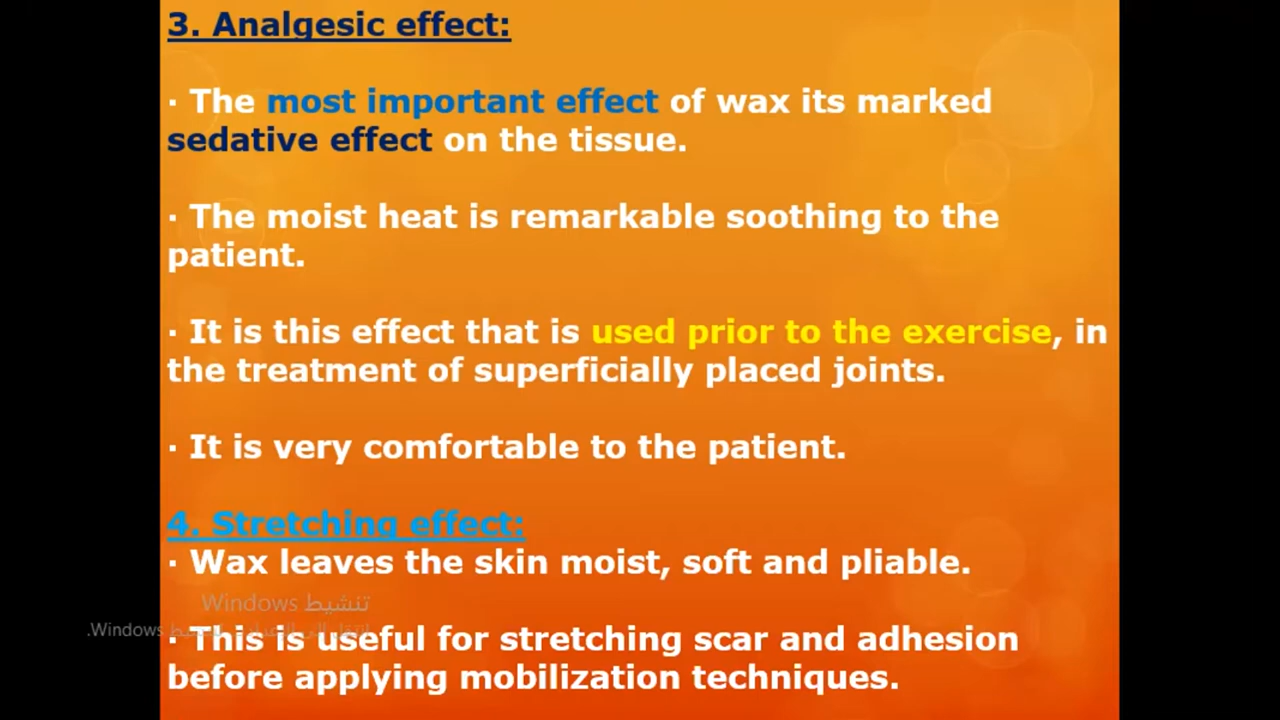 3. Analgesic effect:
· The most important effect of wax its marked
sedative effect on the tissue.
· The moist heat is remarkable soothing to the
patient.
· It is this effect that is used prior to the exercise, in
the treatment of superficially placed joints.
· It is very comfortable to the patient.
4. Stretching effect:
· Wax leaves the skin moist, soft and pliable.
تنشيط Windows
· This is useful for stretching scar and adhesion
before applying mobilization techniques.
Windows.